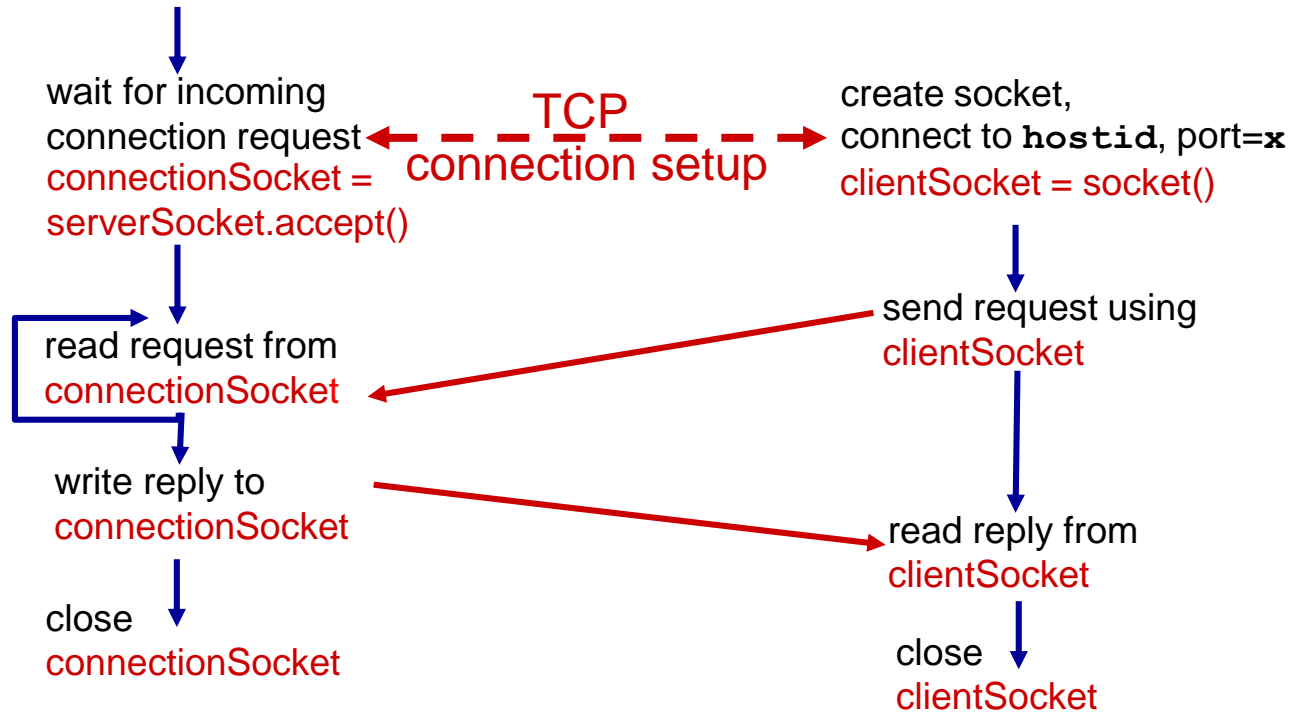 wait for incoming
connection request
connectionSocket =
serverSocket.accept()
TCP
connection setup
create socket,
connect to hostid, port=x
clientSocket = socket()
read request from
connectionSocket
send request using
clientSocket
write reply to
connectionSocket
read reply from
clientSocket
close
connectionSocket
close
clientSocket